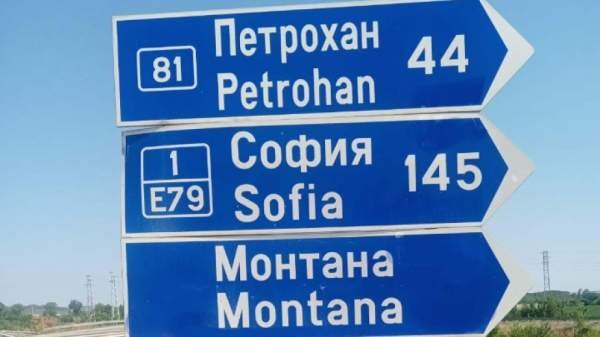 81 Петрохан 44
Petrohan
1 София 145
E79 Sofia
Монтана
Montana